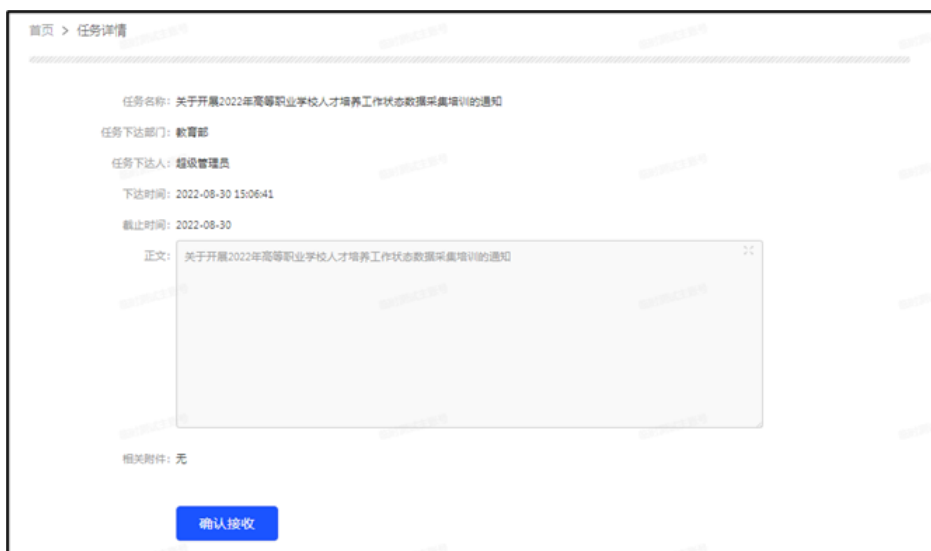 首页 > 任务详情
任务名称: 关于开展2022年高等职业学校人才培养工作状态数据采集培训的通知
任务下达部门: 教育部
任务下达人: 超级管理员
下达时间: 2022-08-30 15:06:41
截止时间: 2022-08-30
正文: 关于开展2022年高等职业学校人才培养工作状态数据采集培训的通知
相关附件: 无
确认接收